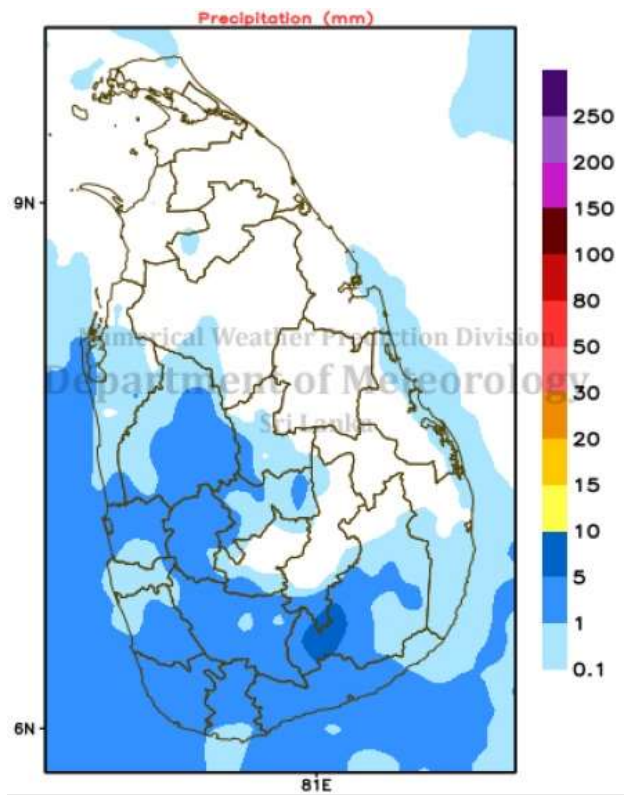 Precipitation (mm)
9N
6N
81E
Numerical Weather Prediction Division
Department of Meteorology
Sri Lanka
250
200
150
100
80
50
30
20
15
10
5
1
0.1